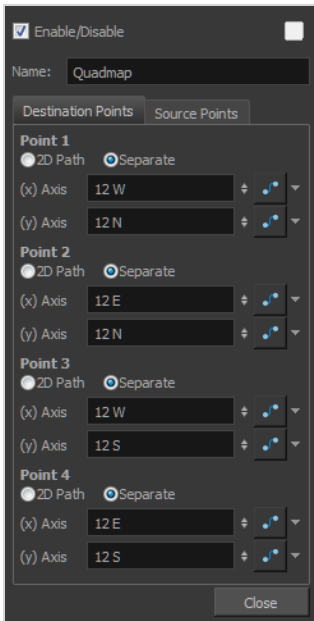 Enable/Disable
Name: Quadmap
Destination Points Source Points
Point 1
2D Path Separate
(x) Axis 12 W
(y) Axis 12 N
Point 2
2D Path Separate
(x) Axis 12 E
(y) Axis 12 N
Point 3
2D Path Separate
(x) Axis 12 W
(y) Axis 12 S
Point 4
2D Path Separate
(x) Axis 12 E
(y) Axis 12 S
Close